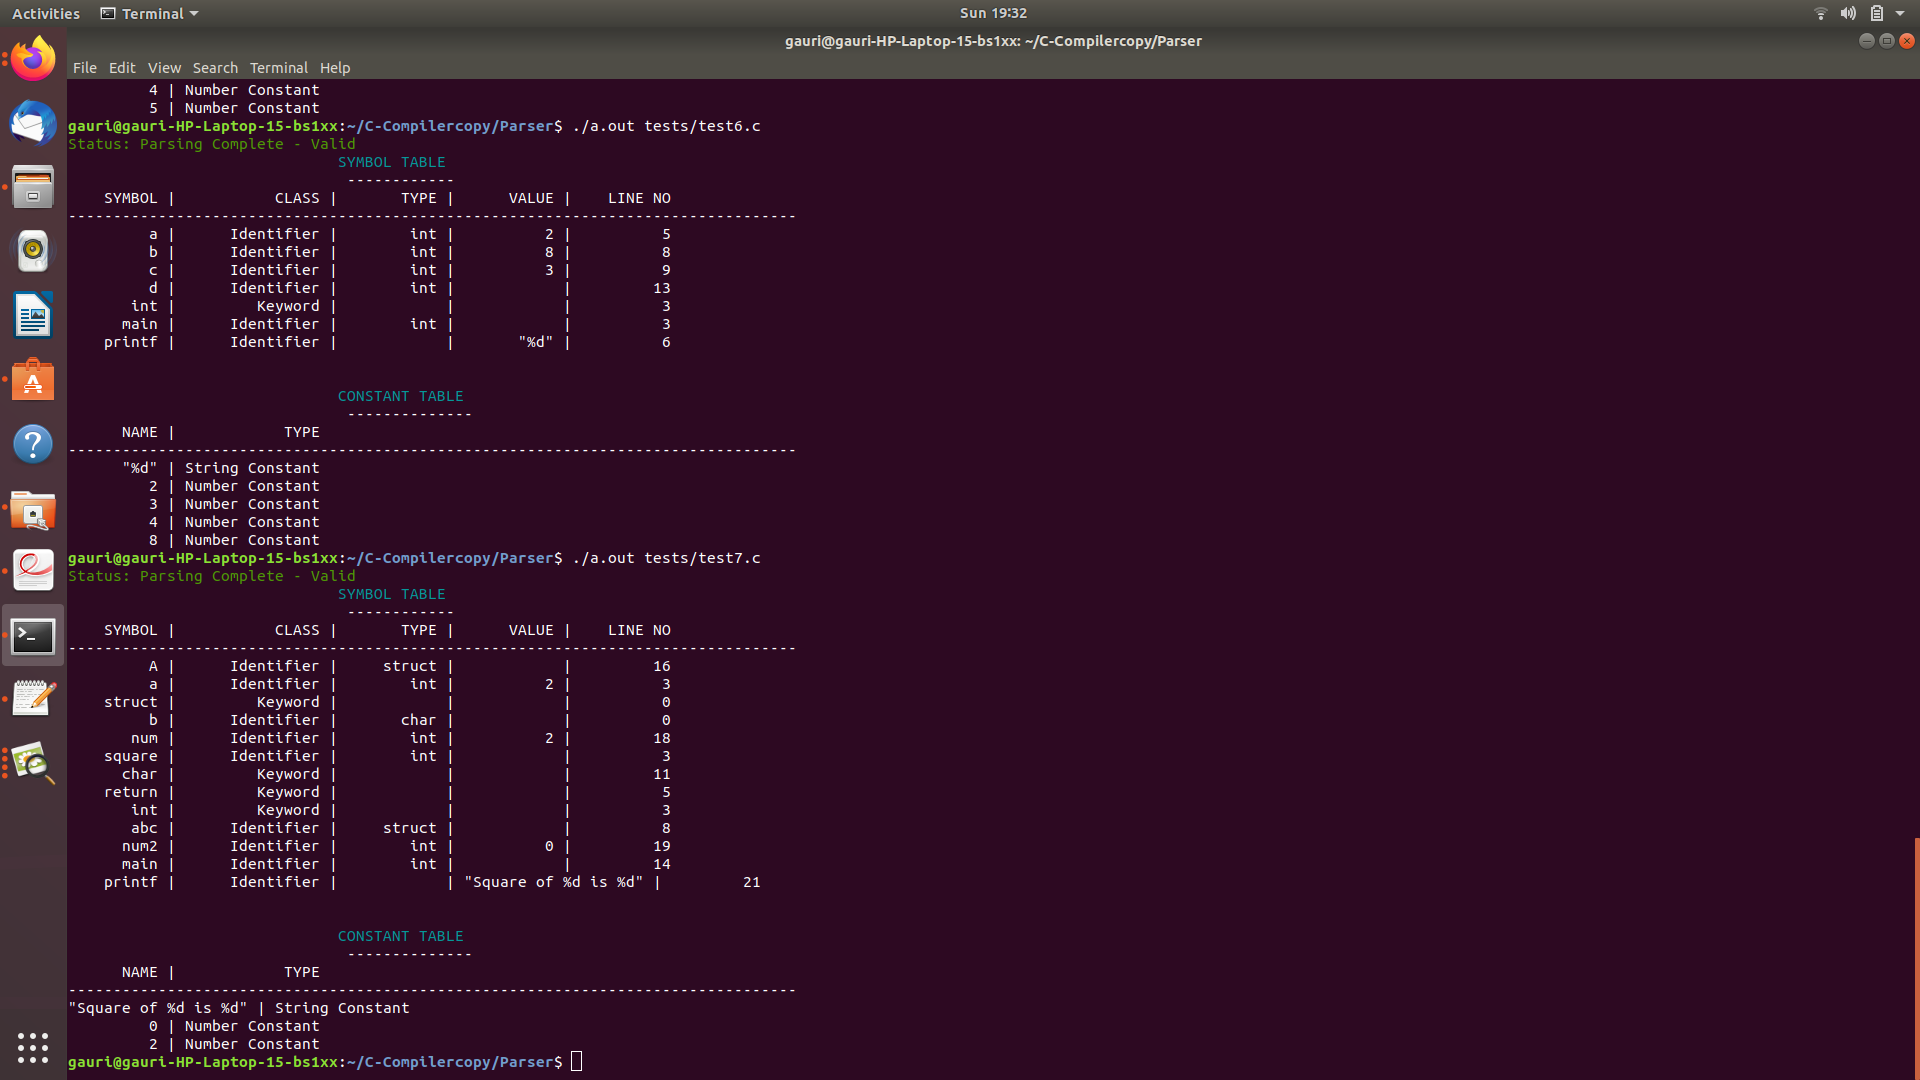 Activities Terminal Sun 19:32
gauri@gauri-HP-Laptop-15-bs1xx: ~/C-Compilercopy/Parser
File Edit View Search Terminal Help
4 | Number Constant
5 | Number Constant
gauri@gauri-HP-Laptop-15-bs1xx:~/C-Compilercopy/Parser$ ./a.out tests/test6.c
Status: Parsing Complete - Valid
SYMBOL TABLE
------------
SYMBOL | CLASS | TYPE | VALUE | LINE NO
---------------------------------------------------------------------------------
a | Identifier | int | 2 | 5
b | Identifier | int | 8 | 8
c | Identifier | int | 3 | 9
d | Identifier | int | | 13
int | Keyword | | | 3
main | Identifier | int | | 3
printf | Identifier | | "%d" | 6
CONSTANT TABLE
--------------
NAME | TYPE
---------------------------------------------------------------------------------
"%d" | String Constant
2 | Number Constant
3 | Number Constant
4 | Number Constant
8 | Number Constant
gauri@gauri-HP-Laptop-15-bs1xx:~/C-Compilercopy/Parser$ ./a.out tests/test7.c
Status: Parsing Complete - Valid
SYMBOL TABLE
------------
SYMBOL | CLASS | TYPE | VALUE | LINE NO
---------------------------------------------------------------------------------
A | Identifier | struct | | 16
a | Identifier | int | 2 | 3
struct | Keyword | | | 0
b | Identifier | char | | 0
num | Identifier | int | 2 | 18
square | Identifier | int | | 3
char | Keyword | | | 11
return | Keyword | | | 5
int | Keyword | | | 3
abc | Identifier | struct | | 8
num2 | Identifier | int | 0 | 19
main | Identifier | int | | 14
printf | Identifier | | "Square of %d is %d" | 21
CONSTANT TABLE
--------------
NAME | TYPE
---------------------------------------------------------------------------------
"Square of %d is %d" | String Constant
0 | Number Constant
2 | Number Constant
gauri@gauri-HP-Laptop-15-bs1xx:~/C-Compilercopy/Parser$